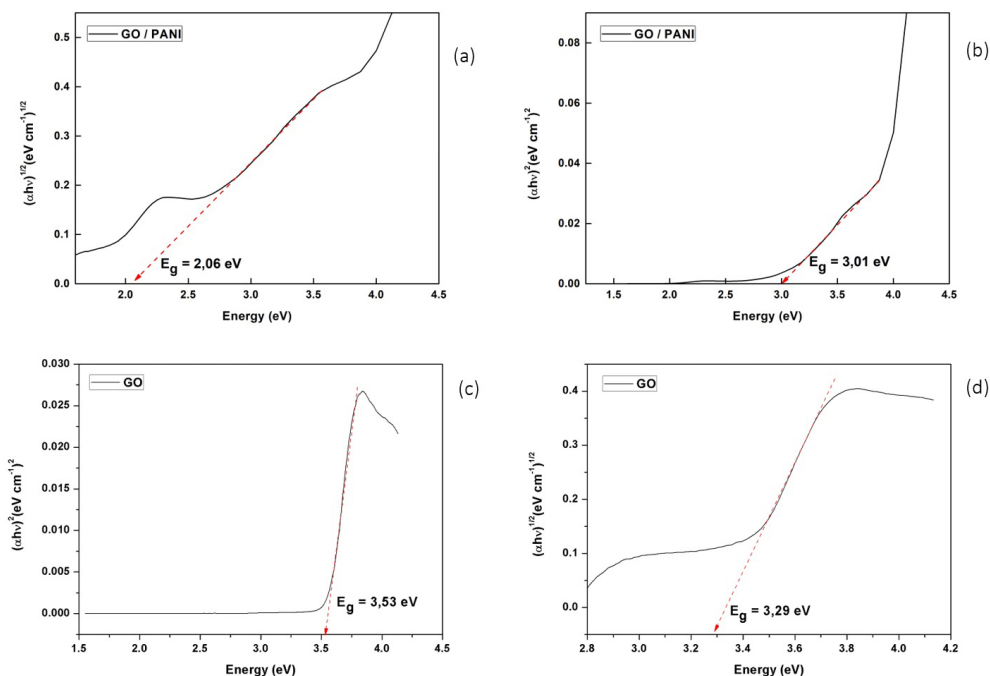 GO / PANI
(a)
0.5
0.4
0.3
0.2
0.1
0.0
(αhν)^1/2(eV cm^-1)^1/2
E_g = 2,06 eV
2.0 2.5 3.0 3.5 4.0 4.5
Energy (eV)
GO / PANI
(b)
0.08
0.06
0.04
0.02
0.00
(αhν)^2(eV cm^-1)^2
E_g = 3,01 eV
1.5 2.0 2.5 3.0 3.5 4.0 4.5
Energy (eV)
GO
(c)
0.030
0.025
0.020
0.015
0.010
0.005
0.000
(αhν)^2(eV cm^-1)^2
E_g = 3,53 eV
1.5 2.0 2.5 3.0 3.5 4.0 4.5
Energy (eV)
GO
(d)
0.4
0.3
0.2
0.1
0.0
(αhν)^1/2(eV cm^-1)^1/2
E_g = 3,29 eV
2.8 3.0 3.2 3.4 3.6 3.8 4.0 4.2
Energy (eV)